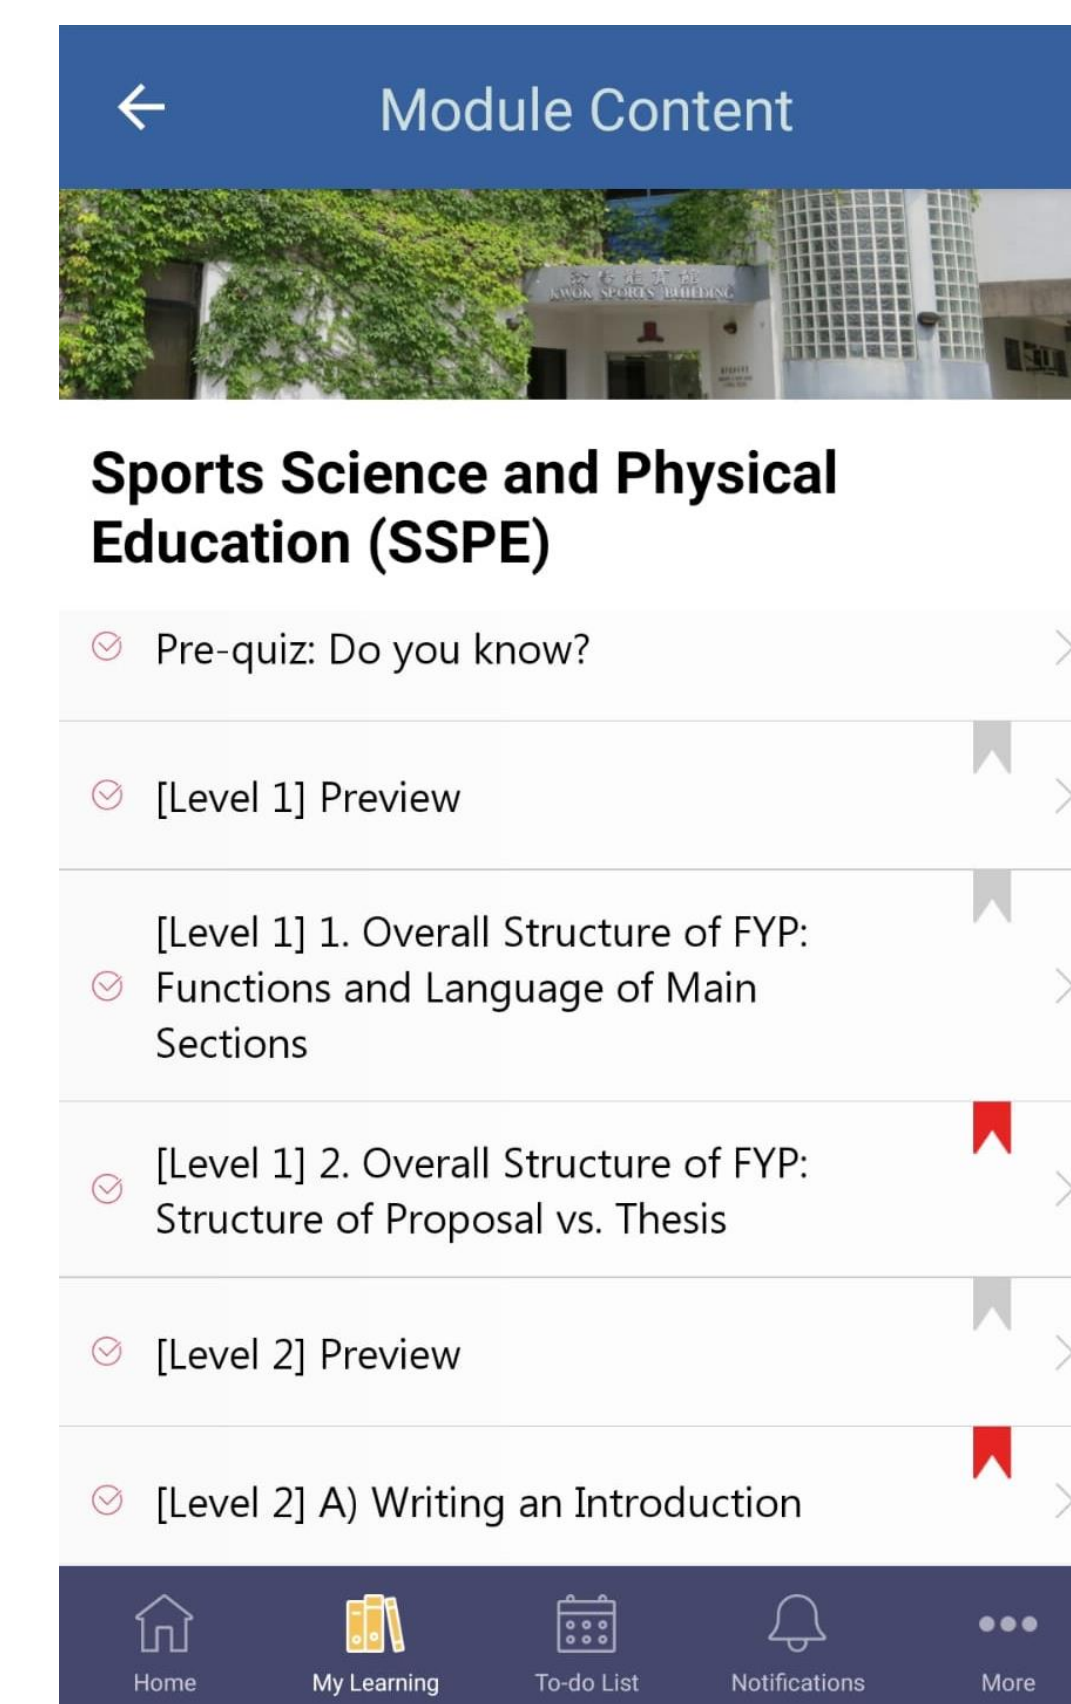 Module Content
KWOK SPORTS BUILDING
Sports Science and Physical
Education (SSPE)
Pre-quiz: Do you know?
[Level 1] Preview
[Level 1] 1. Overall Structure of FYP:
Functions and Language of Main
Sections
[Level 1] 2. Overall Structure of FYP:
Structure of Proposal vs. Thesis
[Level 2] Preview
[Level 2] A) Writing an Introduction
Home
My Learning
To-do List
Notifications
More